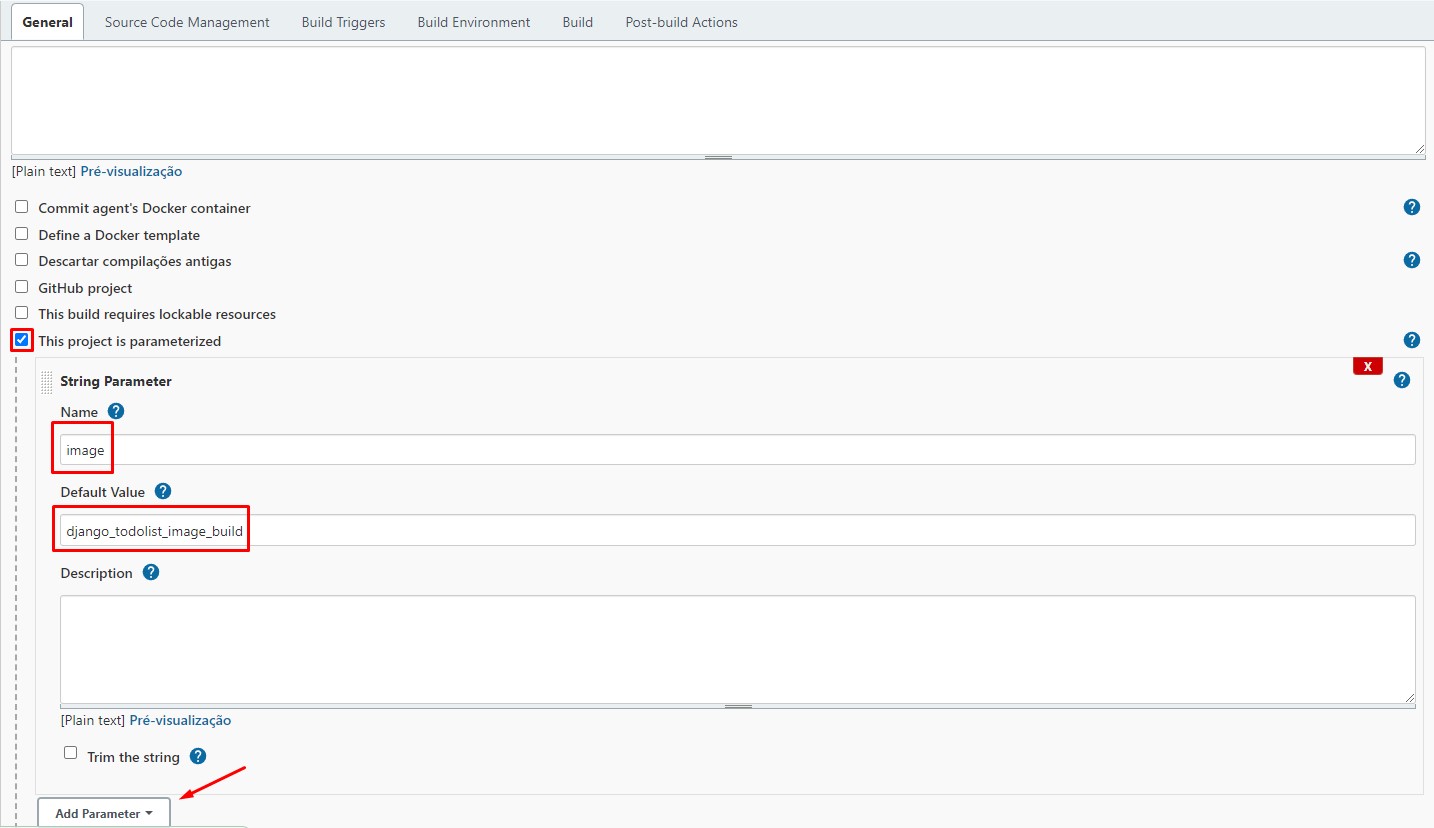 General Source Code Management Build Triggers Build Environment Build Post-build Actions
[Plain text] Pré-visualização
Commit agent's Docker container ?
Define a Docker template
Descartar compilações antigas ?
GitHub project
This build requires lockable resources
This project is parameterized ?
X
String Parameter ?
Name ?
image
Default Value ?
django_todolist_image_build
Description ?
[Plain text] Pré-visualização
Trim the string ?
Add Parameter